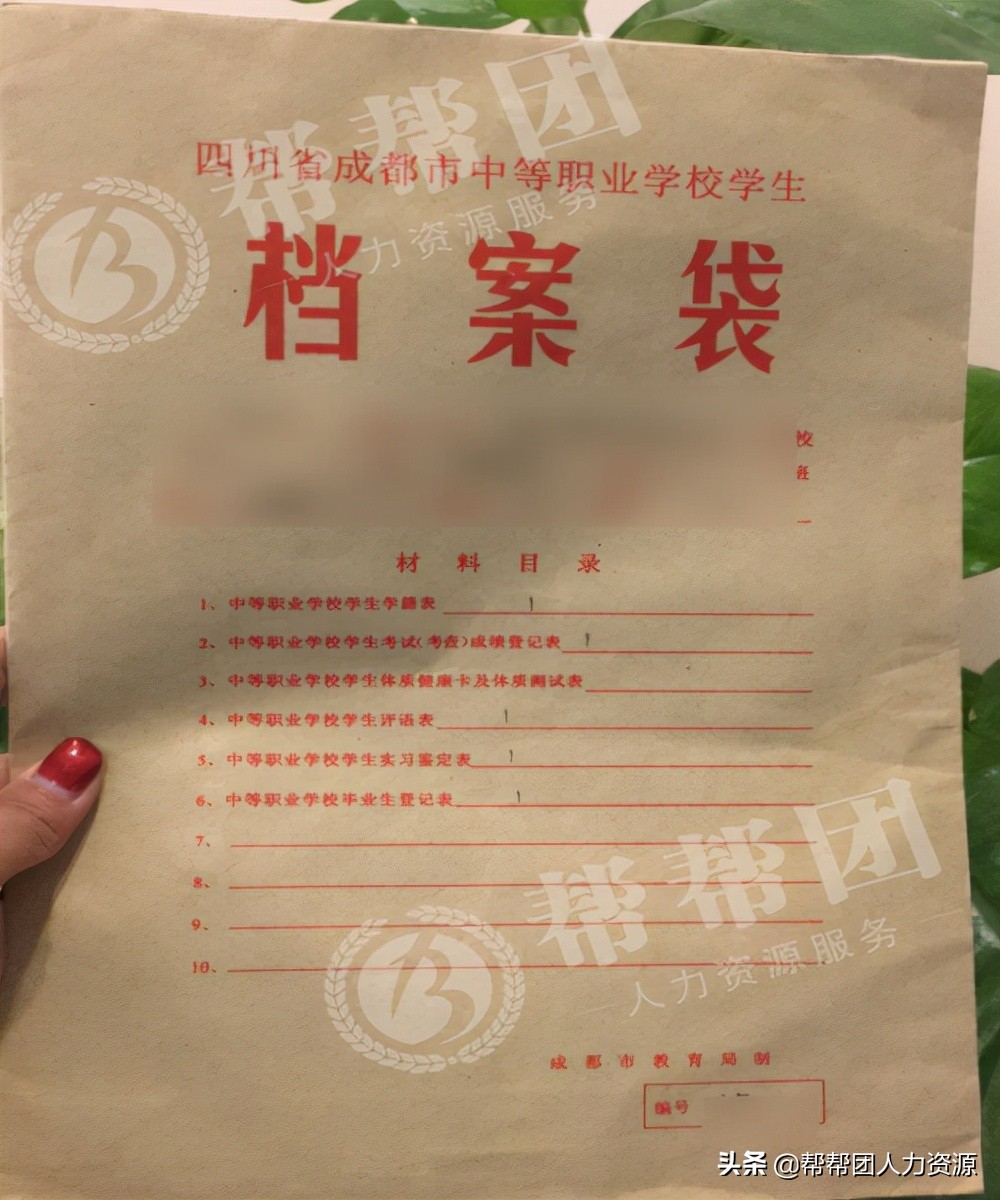 四川省成都市中等职业学校学生
档案袋
校
班
材料目录
1、中等职业学校学生学籍表 1
2、中等职业学校学生考试(考查)成绩登记表 1
3、中等职业学校学生体质健康卡及体质测试表
4、中等职业学校学生评语表 1
5、中等职业学校学生实习鉴定表 1
6、中等职业学校毕业生登记表 1
7、
8、
9、
10、
成都市教育局制
编号
帮帮团
人力资源服务
帮帮团
人力资源服务
头条 @帮帮团人力资源